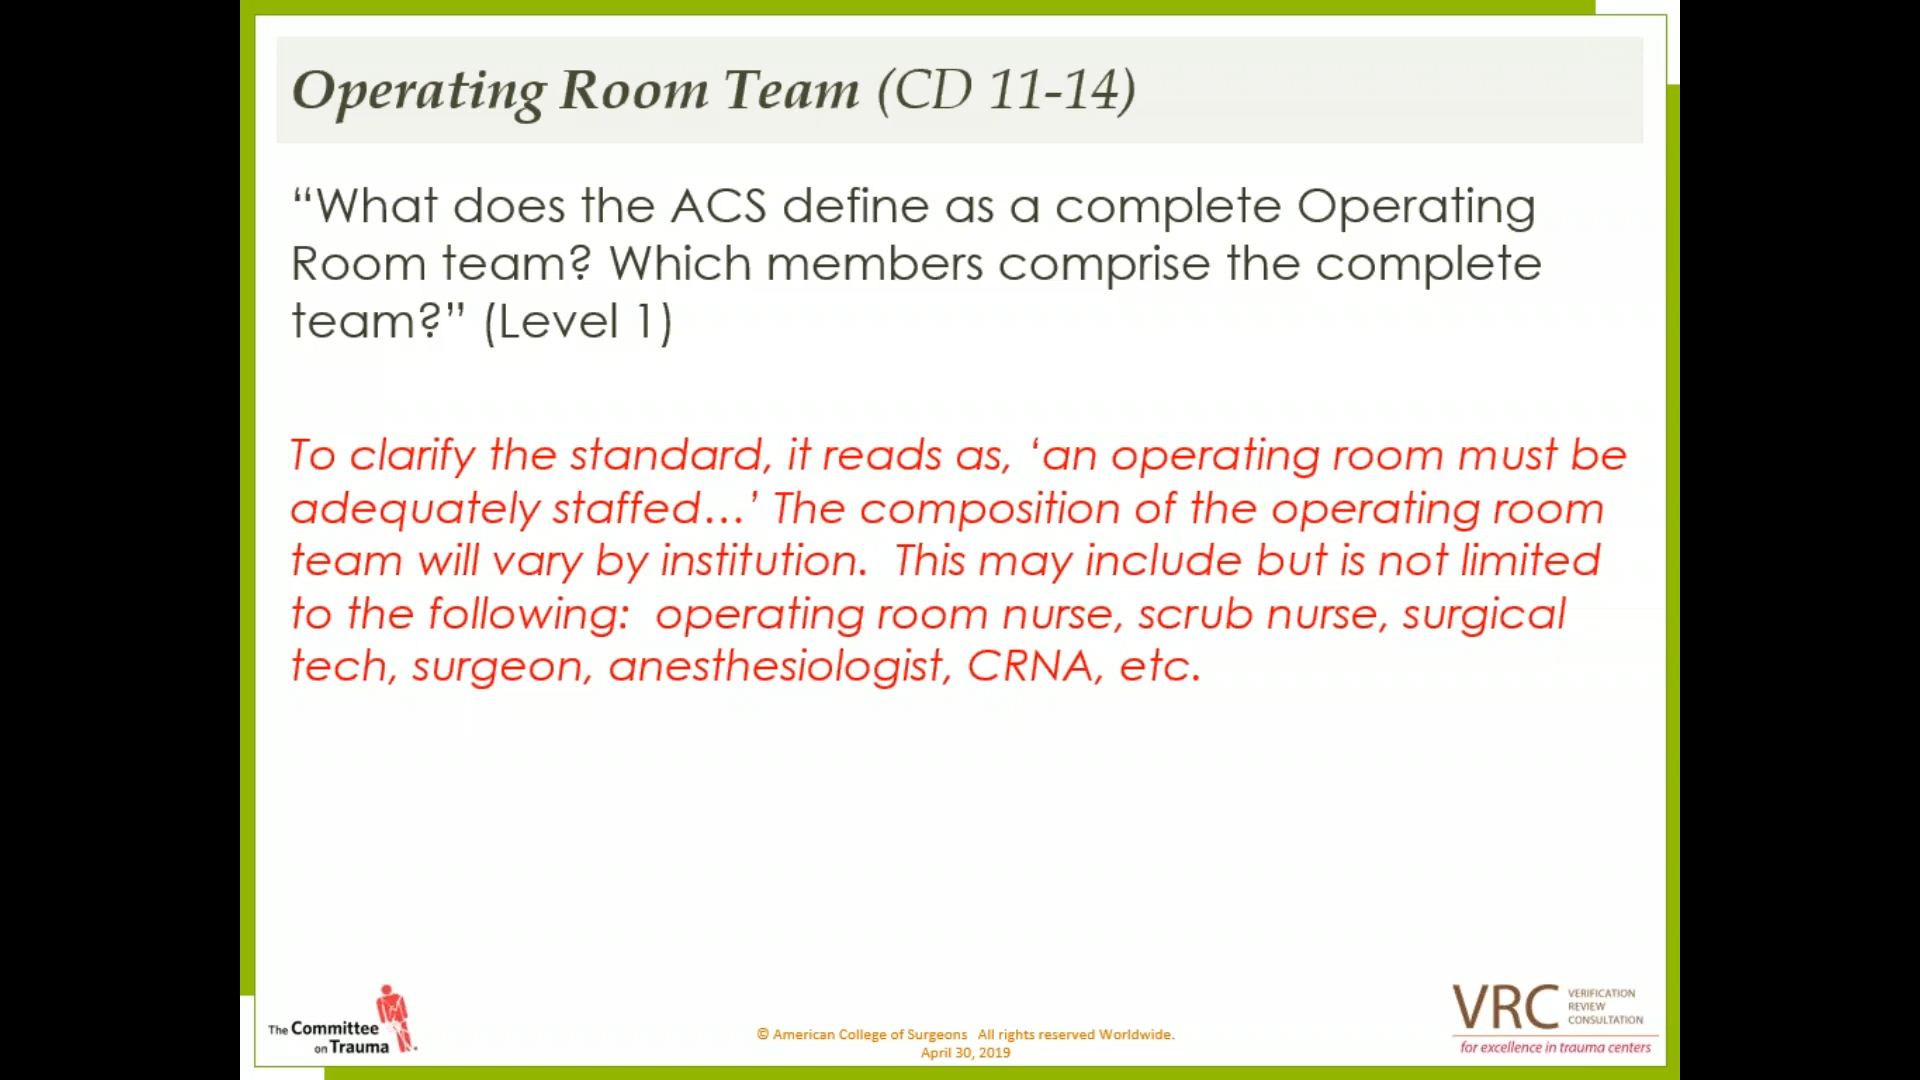 Operating Room Team (CD 11-14)
“What does the ACS define as a complete Operating
Room team? Which members comprise the complete
team?” (Level 1)
To clarify the standard, it reads as, ‘an operating room must be
adequately staffed…’ The composition of the operating room
team will vary by institution.  This may include but is not limited
to the following:  operating room nurse, scrub nurse, surgical
tech, surgeon, anesthesiologist, CRNA, etc.
The Committee
on Trauma
© American College of Surgeons   All rights reserved Worldwide.
April 30, 2019
VRC
VERIFICATION
REVIEW
CONSULTATION
for excellence in trauma centers